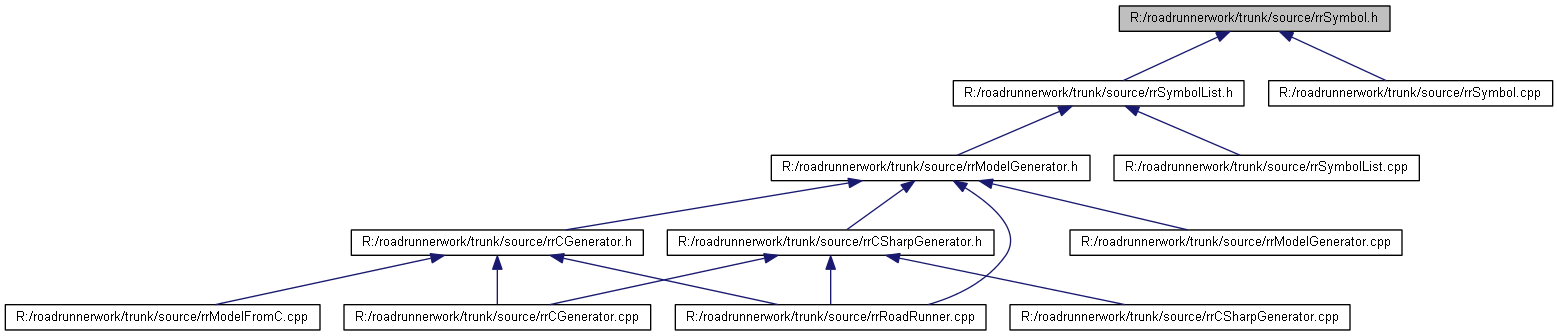 R:/roadrunnerwork/trunk/source/rrSymbol.h
R:/roadrunnerwork/trunk/source/rrSymbolList.h
R:/roadrunnerwork/trunk/source/rrSymbol.cpp
R:/roadrunnerwork/trunk/source/rrModelGenerator.h
R:/roadrunnerwork/trunk/source/rrSymbolList.cpp
R:/roadrunnerwork/trunk/source/rrCGenerator.h
R:/roadrunnerwork/trunk/source/rrCSharpGenerator.h
R:/roadrunnerwork/trunk/source/rrModelGenerator.cpp
R:/roadrunnerwork/trunk/source/rrModelFromC.cpp
R:/roadrunnerwork/trunk/source/rrCGenerator.cpp
R:/roadrunnerwork/trunk/source/rrRoadRunner.cpp
R:/roadrunnerwork/trunk/source/rrCSharpGenerator.cpp